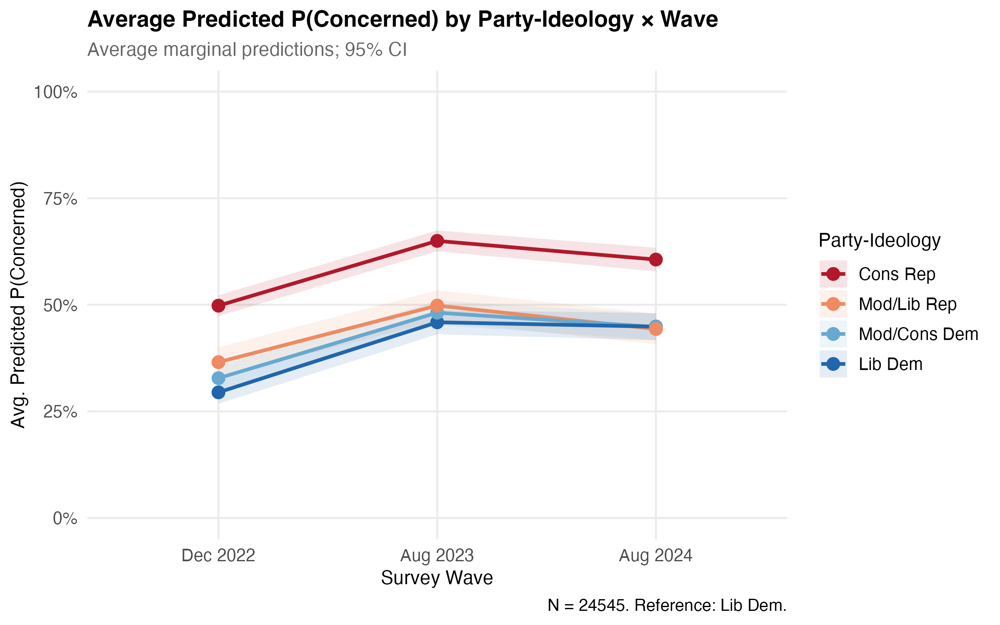 Average Predicted P(Concerned) by Party-Ideology × Wave
Average marginal predictions; 95% CI
Avg. Predicted P(Concerned)
100%
75%
50%
25%
0%
Dec 2022
Aug 2023
Aug 2024
Survey Wave
Party-Ideology
Cons Rep
Mod/Lib Rep
Mod/Cons Dem
Lib Dem
N = 24545. Reference: Lib Dem.